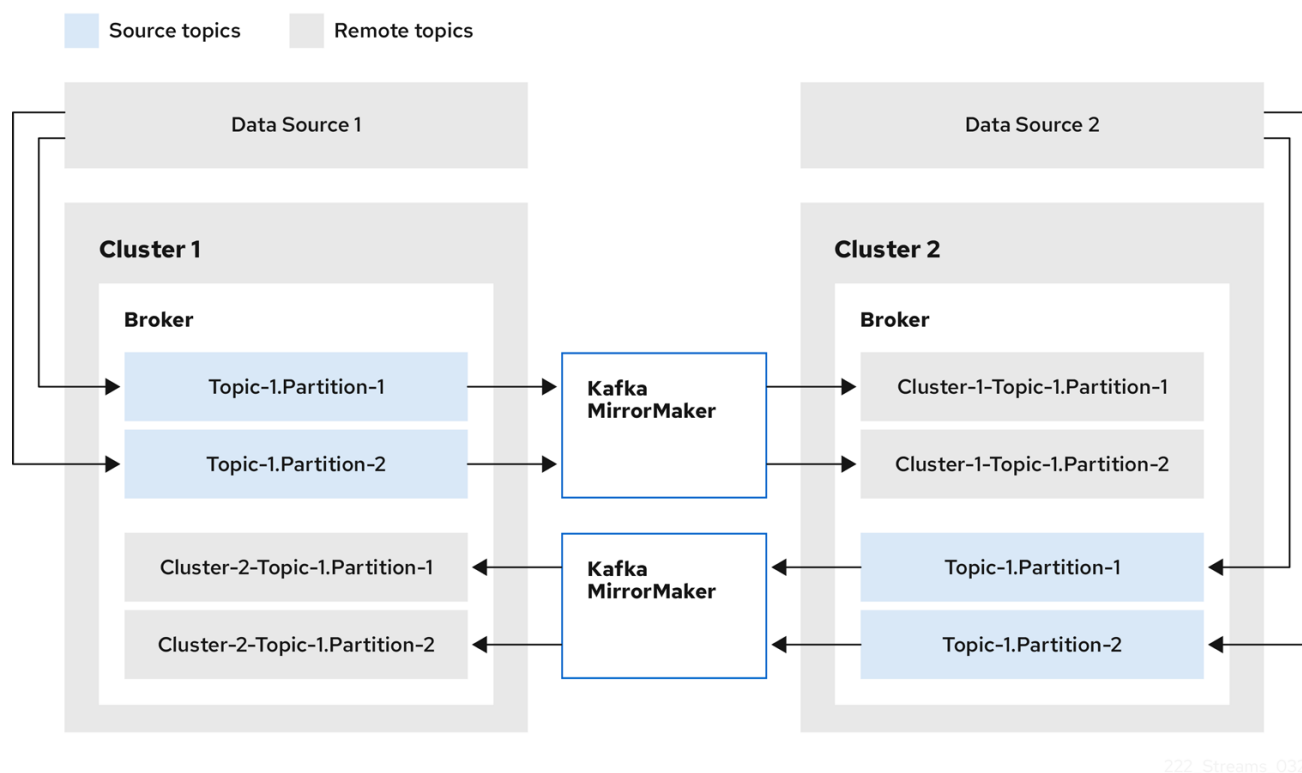 Source topics
Remote topics
Data Source 1
Data Source 2
Cluster 1
Broker
Topic-1.Partition-1
Topic-1.Partition-2
Cluster-2-Topic-1.Partition-1
Cluster-2-Topic-1.Partition-2
Kafka
MirrorMaker
Kafka
MirrorMaker
Cluster 2
Broker
Cluster-1-Topic-1.Partition-1
Cluster-1-Topic-1.Partition-2
Topic-1.Partition-1
Topic-1.Partition-2
222_Streams_032